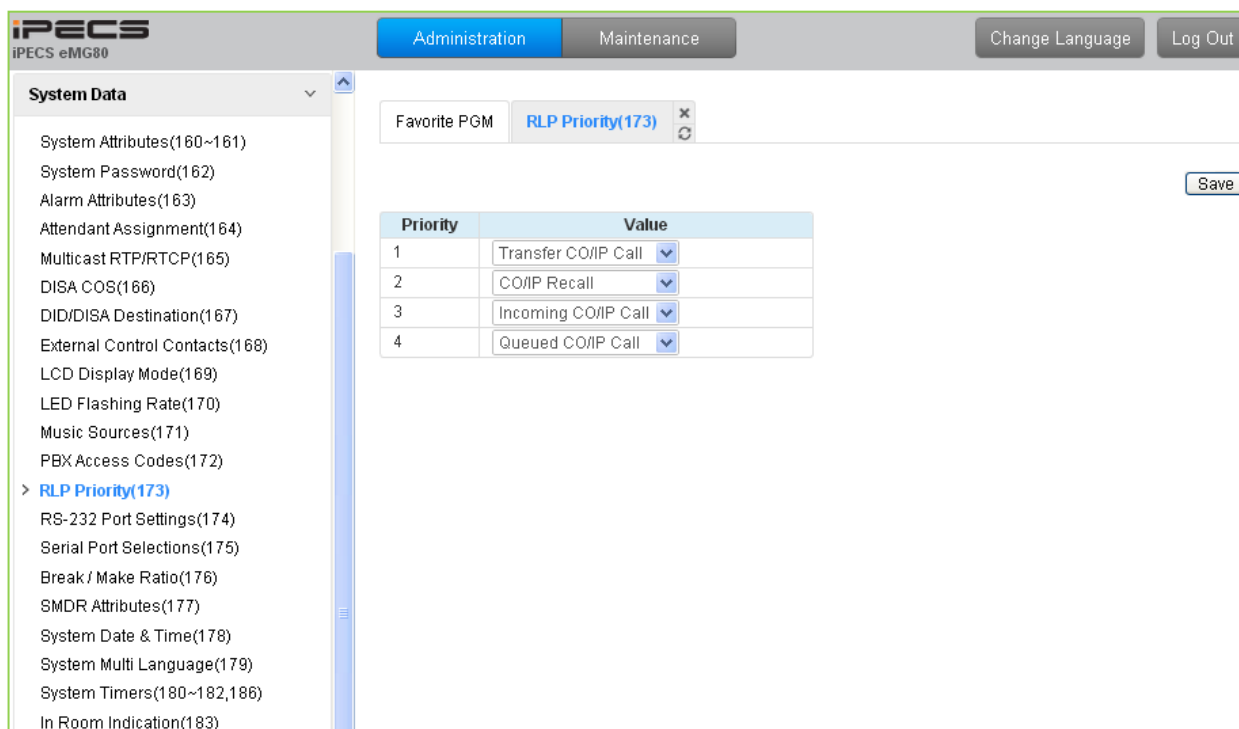 iPECS
iPECS eMG80
Administration
Maintenance
Change Language
Log Out
System Data
System Attributes(160~161)
System Password(162)
Alarm Attributes(163)
Attendant Assignment(164)
Multicast RTP/RTCP(165)
DISA COS(166)
DID/DISA Destination(167)
External Control Contacts(168)
LCD Display Mode(169)
LED Flashing Rate(170)
Music Sources(171)
PBX Access Codes(172)
RLP Priority(173)
RS-232 Port Settings(174)
Serial Port Selections(175)
Break / Make Ratio(176)
SMDR Attributes(177)
System Date & Time(178)
System Multi Language(179)
System Timers(180~182,186)
In Room Indication(183)
Favorite PGM
RLP Priority(173)
Save
Priority Value
1 Transfer CO/IP Call
2 CO/IP Recall
3 Incoming CO/IP Call
4 Queued CO/IP Call